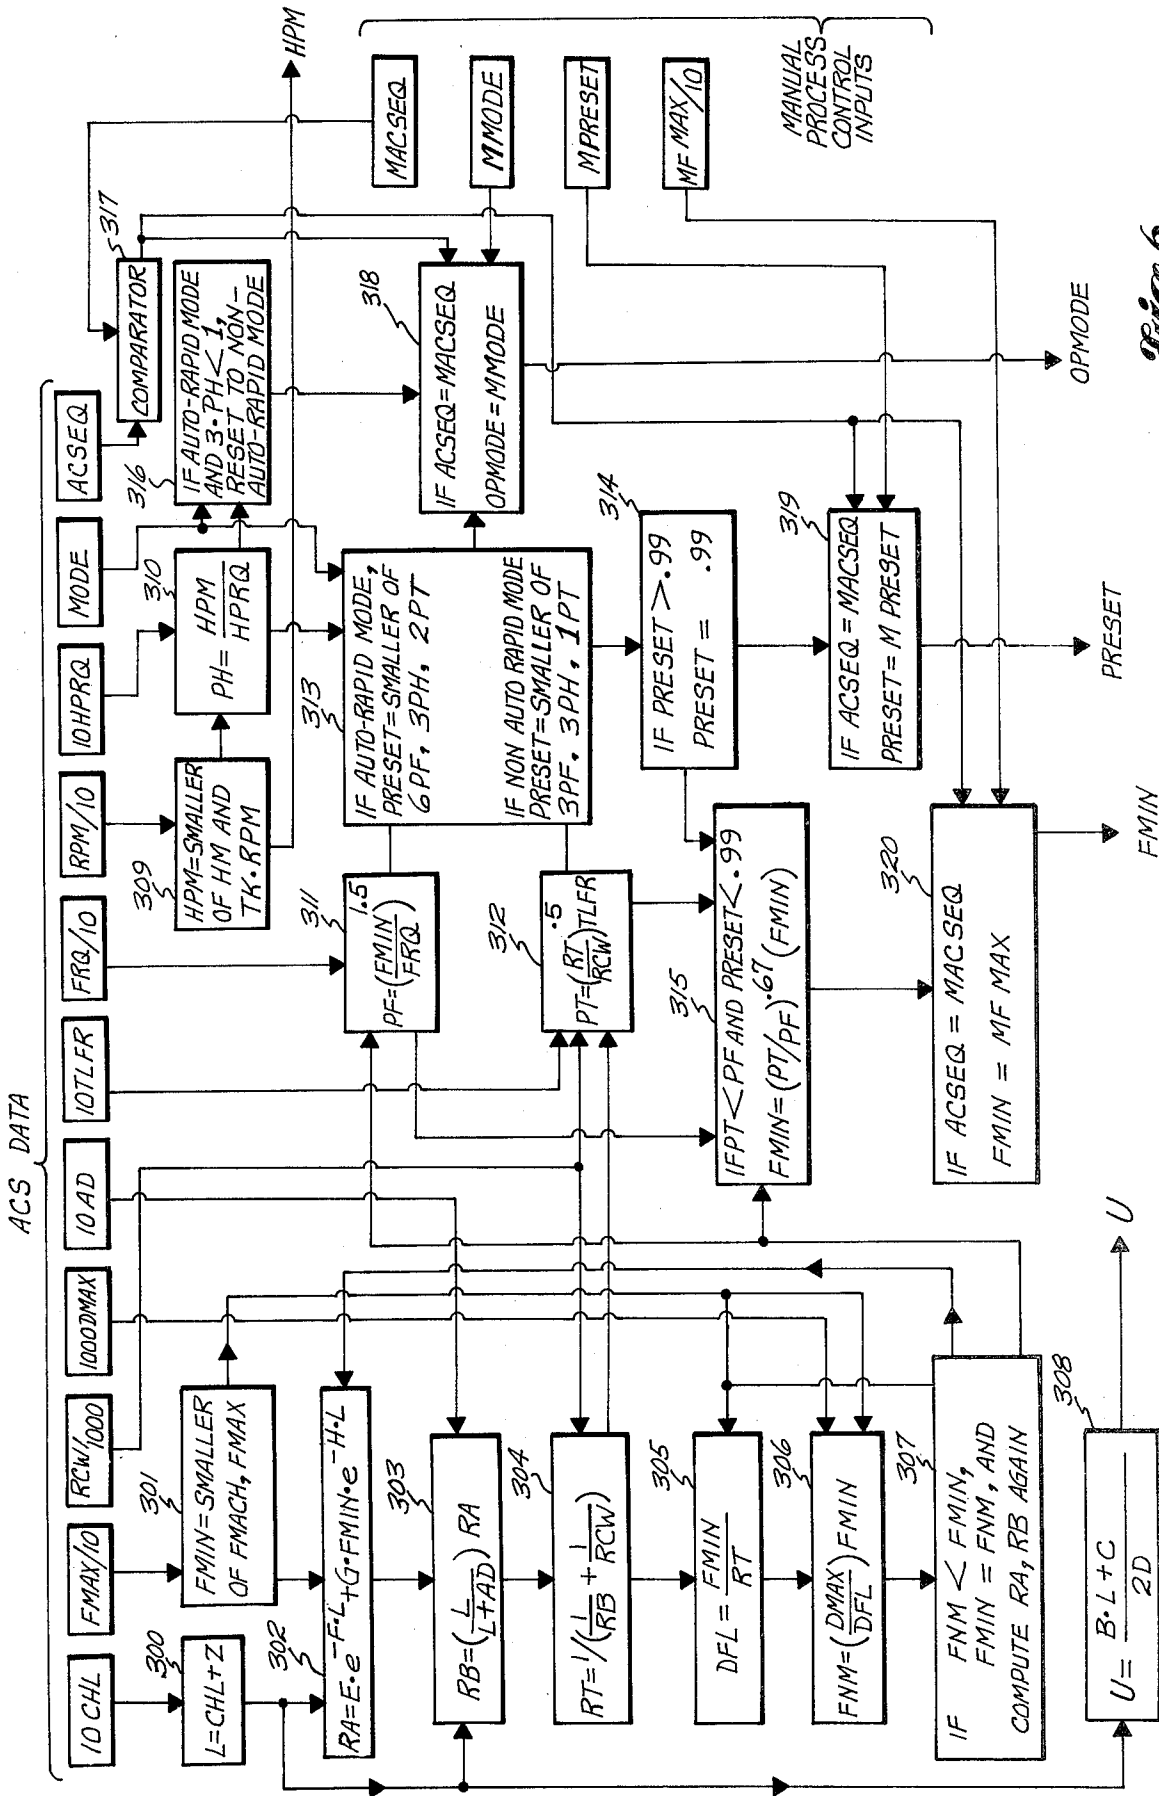 ACS DATA
10 CHL
FMAX/10
RCW/
1000
1000DMAX
10 AD
10TLFR
FRQ/10
RPM/10
10HPRQ
MODE
ACSEQ
300
L=CHL+Z
301
FMIN=SMALLER
OF FMACH, FMAX
302
RA=E·e^-F·L+G·FMIN·e^-H·L
303
RB=(L/L+AD) RA
304
RT=1/(1/RB + 1/RCW)
305
DFL=FMIN/RT
306
FNM=(DMAX/DFL)FMIN
307
IF FNM<FMIN,
FMIN=FNM, AND
COMPUTE RA, RB AGAIN
308
U=B·L+C/2D
U
309
HPM=SMALLER
OF HM AND
TK·RPM
310
PH=HPM/HPRQ
311
PF=(FMIN/FRQ)^1.5
312
PT=(RT/RCW)^.5TLFR
313
IF AUTO-RAPID MODE,
PRESET=SMALLER OF
6PF, 3PH, 2PT
IF NON AUTO RAPID MODE
PRESET=SMALLER OF
3PF. 3PH, 1PT
314
IF PRESET>.99
PRESET= .99
315
IFPT<PF AND PRESET<.99
FMIN=(PT/PF)^.67(FMIN)
316
IF AUTO-RAPID MODE
AND 3·PH<1,
RESET TO NON-
AUTO-RAPID MODE
317
COMPARATOR
318
IF ACSEQ=MACSEQ
OPMODE=MMODE
319
IF ACSEQ=MACSEQ
PRESET=M PRESET
320
IF ACSEQ=MACSEQ
FMIN=MF MAX
HPM
MACSEQ
MMODE
MPRESET
MF MAX/10
MANUAL
PROCESS
CONTROL
INPUTS
OPMODE
PRESET
FMIN